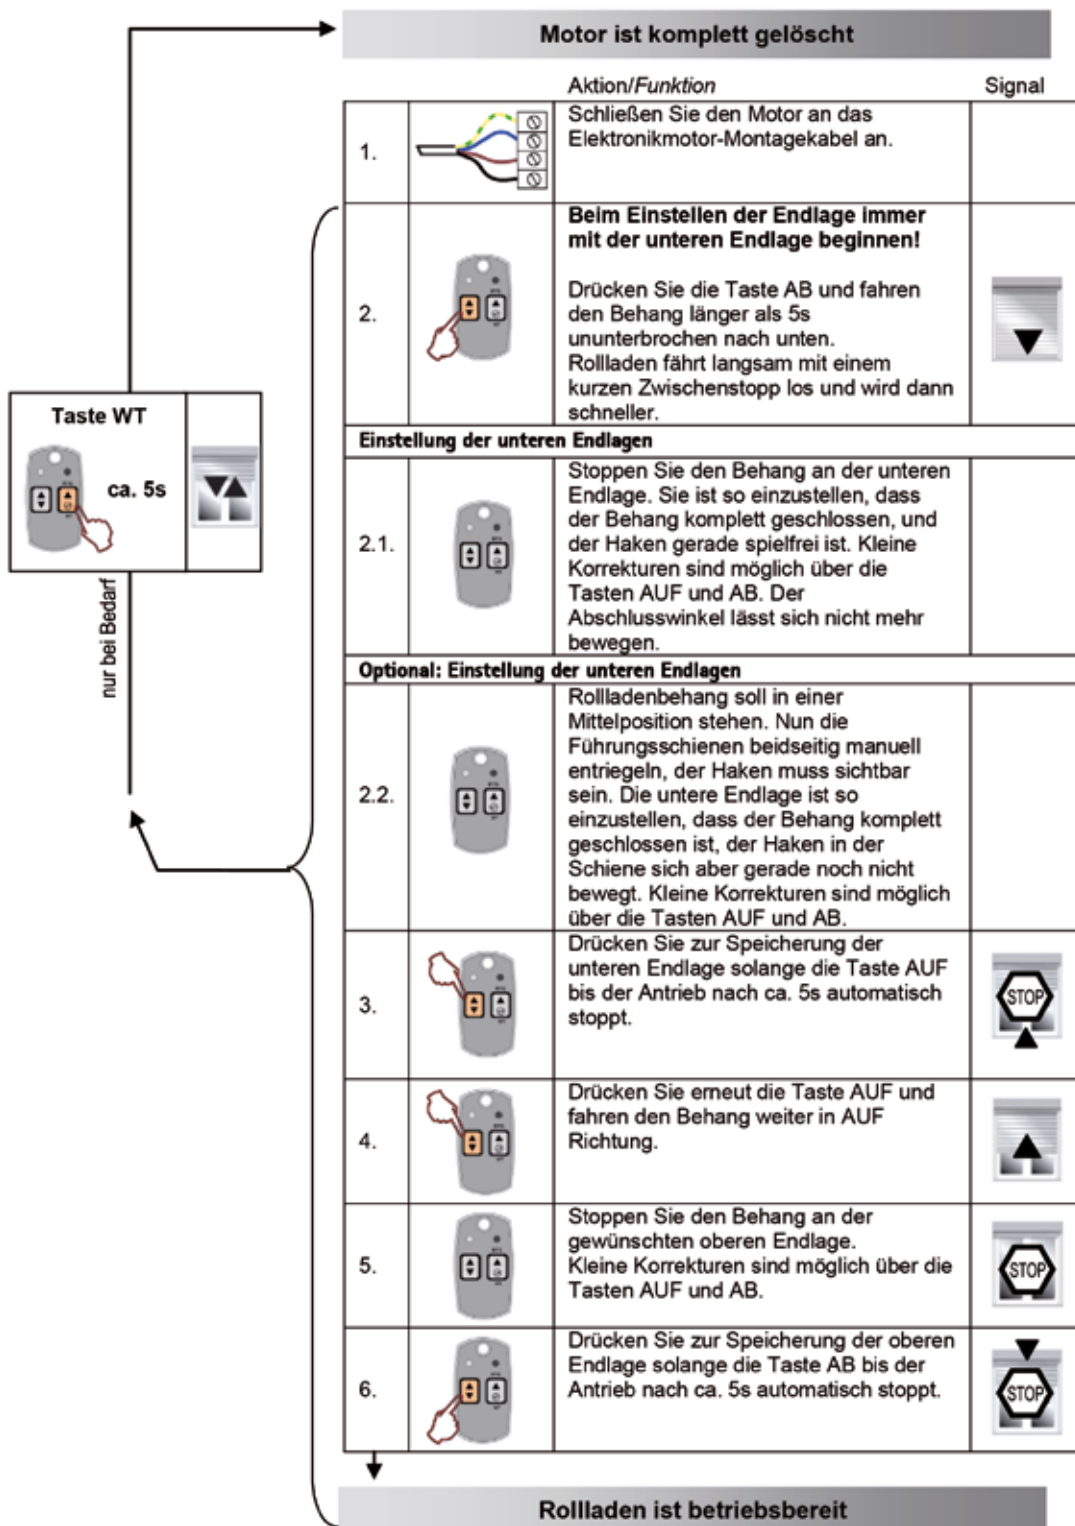 Motor ist komplett gelöscht
Aktion/Funktion
Signal
1.
Schließen Sie den Motor an das
Elektronikmotor-Montagekabel an.
2.
Beim Einstellen der Endlage immer
mit der unteren Endlage beginnen!
Drücken Sie die Taste AB und fahren
den Behang länger als 5s
ununterbrochen nach unten.
Rollladen fährt langsam mit einem
kurzen Zwischenstopp los und wird dann
schneller.
Taste WT
ca. 5s
nur bei Bedarf
Einstellung der unteren Endlagen
2.1.
Stoppen Sie den Behang an der unteren
Endlage. Sie ist so einzustellen, dass
der Behang komplett geschlossen, und
der Haken gerade spielfrei ist. Kleine
Korrekturen sind möglich über die
Tasten AUF und AB. Der
Abschlusswinkel lässt sich nicht mehr
bewegen.
Optional: Einstellung der unteren Endlagen
2.2.
Rollladenbehang soll in einer
Mittelposition stehen. Nun die
Führungsschienen beidseitig manuell
entriegeln, der Haken muss sichtbar
sein. Die untere Endlage ist so
einzustellen, dass der Behang komplett
geschlossen ist, der Haken in der
Schiene sich aber gerade noch nicht
bewegt. Kleine Korrekturen sind möglich
über die Tasten AUF und AB.
3.
Drücken Sie zur Speicherung der
unteren Endlage solange die Taste AUF
bis der Antrieb nach ca. 5s automatisch
stoppt.
STOP
4.
Drücken Sie erneut die Taste AUF und
fahren den Behang weiter in AUF
Richtung.
5.
Stoppen Sie den Behang an der
gewünschten oberen Endlage.
Kleine Korrekturen sind möglich über die
Tasten AUF und AB.
STOP
6.
Drücken Sie zur Speicherung der oberen
Endlage solange die Taste AB bis der
Antrieb nach ca. 5s automatisch stoppt.
STOP
Rollladen ist betriebsbereit